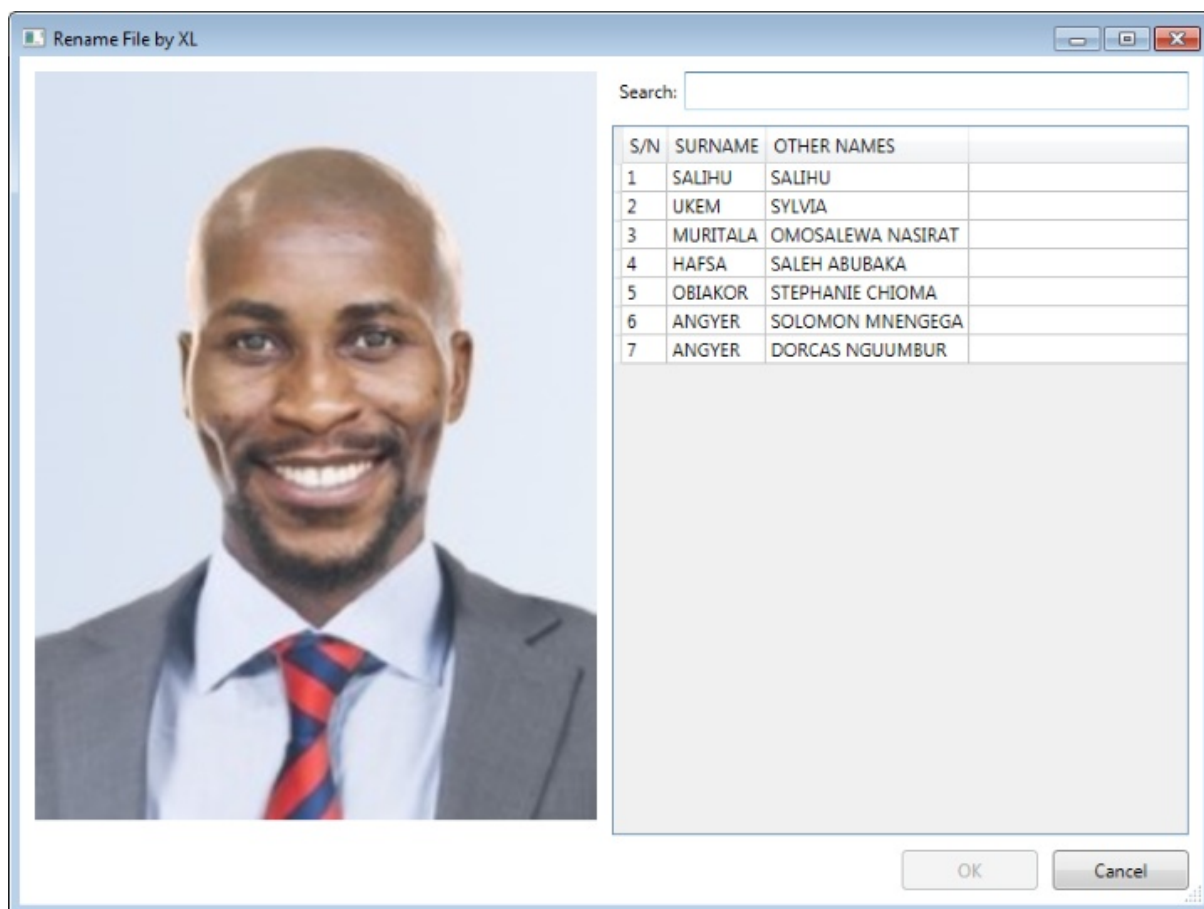 Rename File by XL
Search:
S/N SURNAME OTHER NAMES
1 SALIHU SALIHU
2 UKEM SYLVIA
3 MURITALA OMOSALEWA NASIRAT
4 HAFSA SALEH ABUBAKA
5 OBIAKOR STEPHANIE CHIOMA
6 ANGYER SOLOMON MNENGEGA
7 ANGYER DORCAS NGUUMBUR
OK Cancel